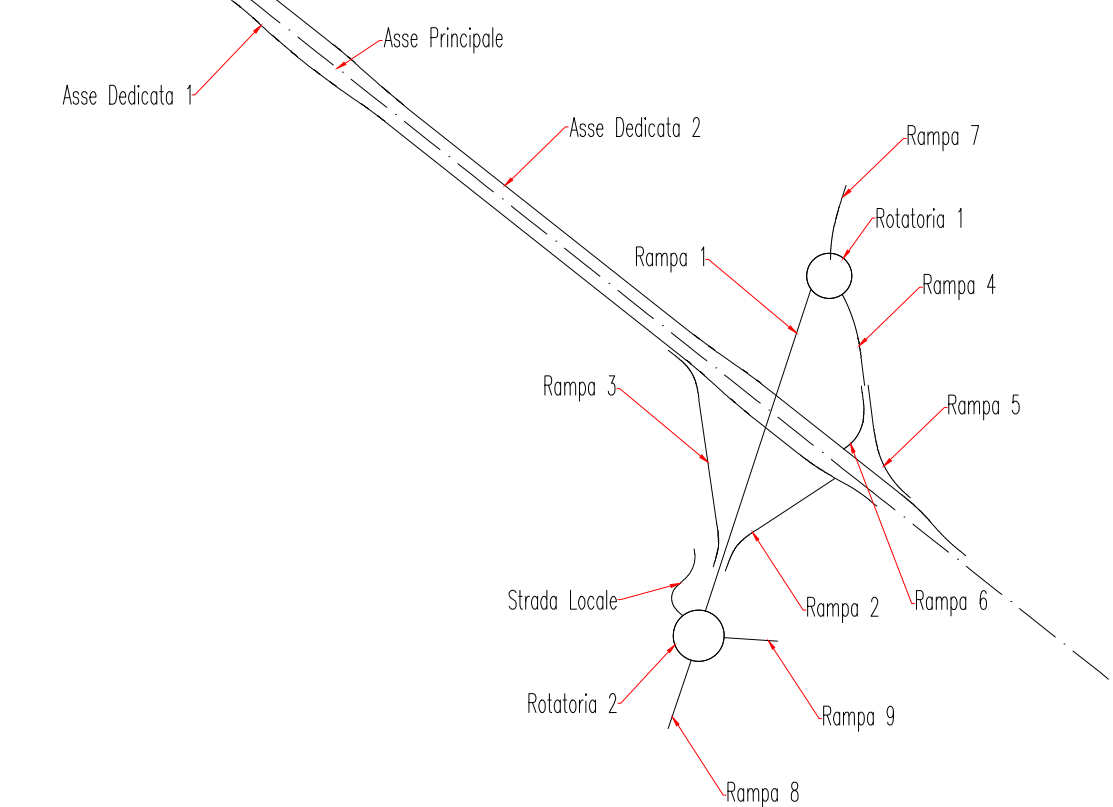 Asse Principale
Asse Dedicata 1
Asse Dedicata 2
Rampa 7
Rotatoria 1
Rampa 1
Rampa 4
Rampa 3
Rampa 5
Strada Locale
Rampa 6
Rampa 2
Rotatoria 2
Rampa 9
Rampa 8